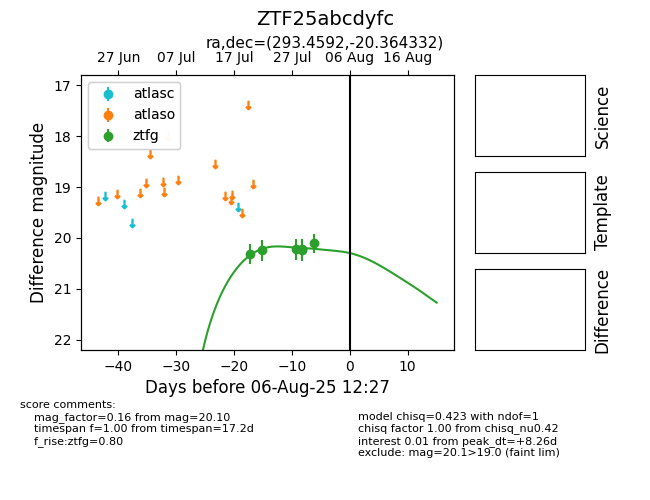 ZTF25abcdyfc
ra,dec=(293.4592,-20.364332)
27 Jun 07 Jul 17 Jul 27 Jul 06 Aug 16 Aug
atlasc
atlaso
ztfg
17
18
19
20
21
22
Difference magnitude
−40 −30 −20 −10 0 10
Days before 06-Aug-25 12:27
Science
Template
Difference
score comments:
mag_factor=0.16 from mag=20.10
timespan f=1.00 from timespan=17.2d
f_rise:ztfg=0.80
model chisq=0.423 with ndof=1
chisq factor 1.00 from chisq_nu0.42
interest 0.01 from peak_dt=+8.26d
exclude: mag=20.1>19.0 (faint lim)